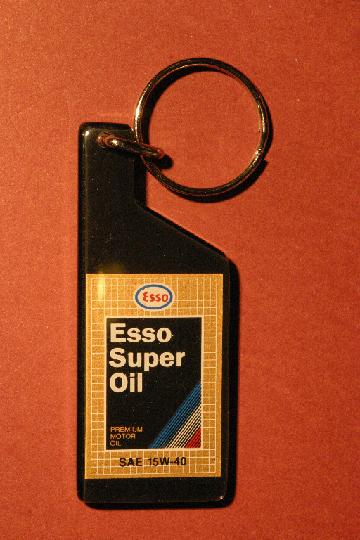 Esso
Esso
Super
Oil
PREMIUM
MOTOR
OIL
SAE 15W-40